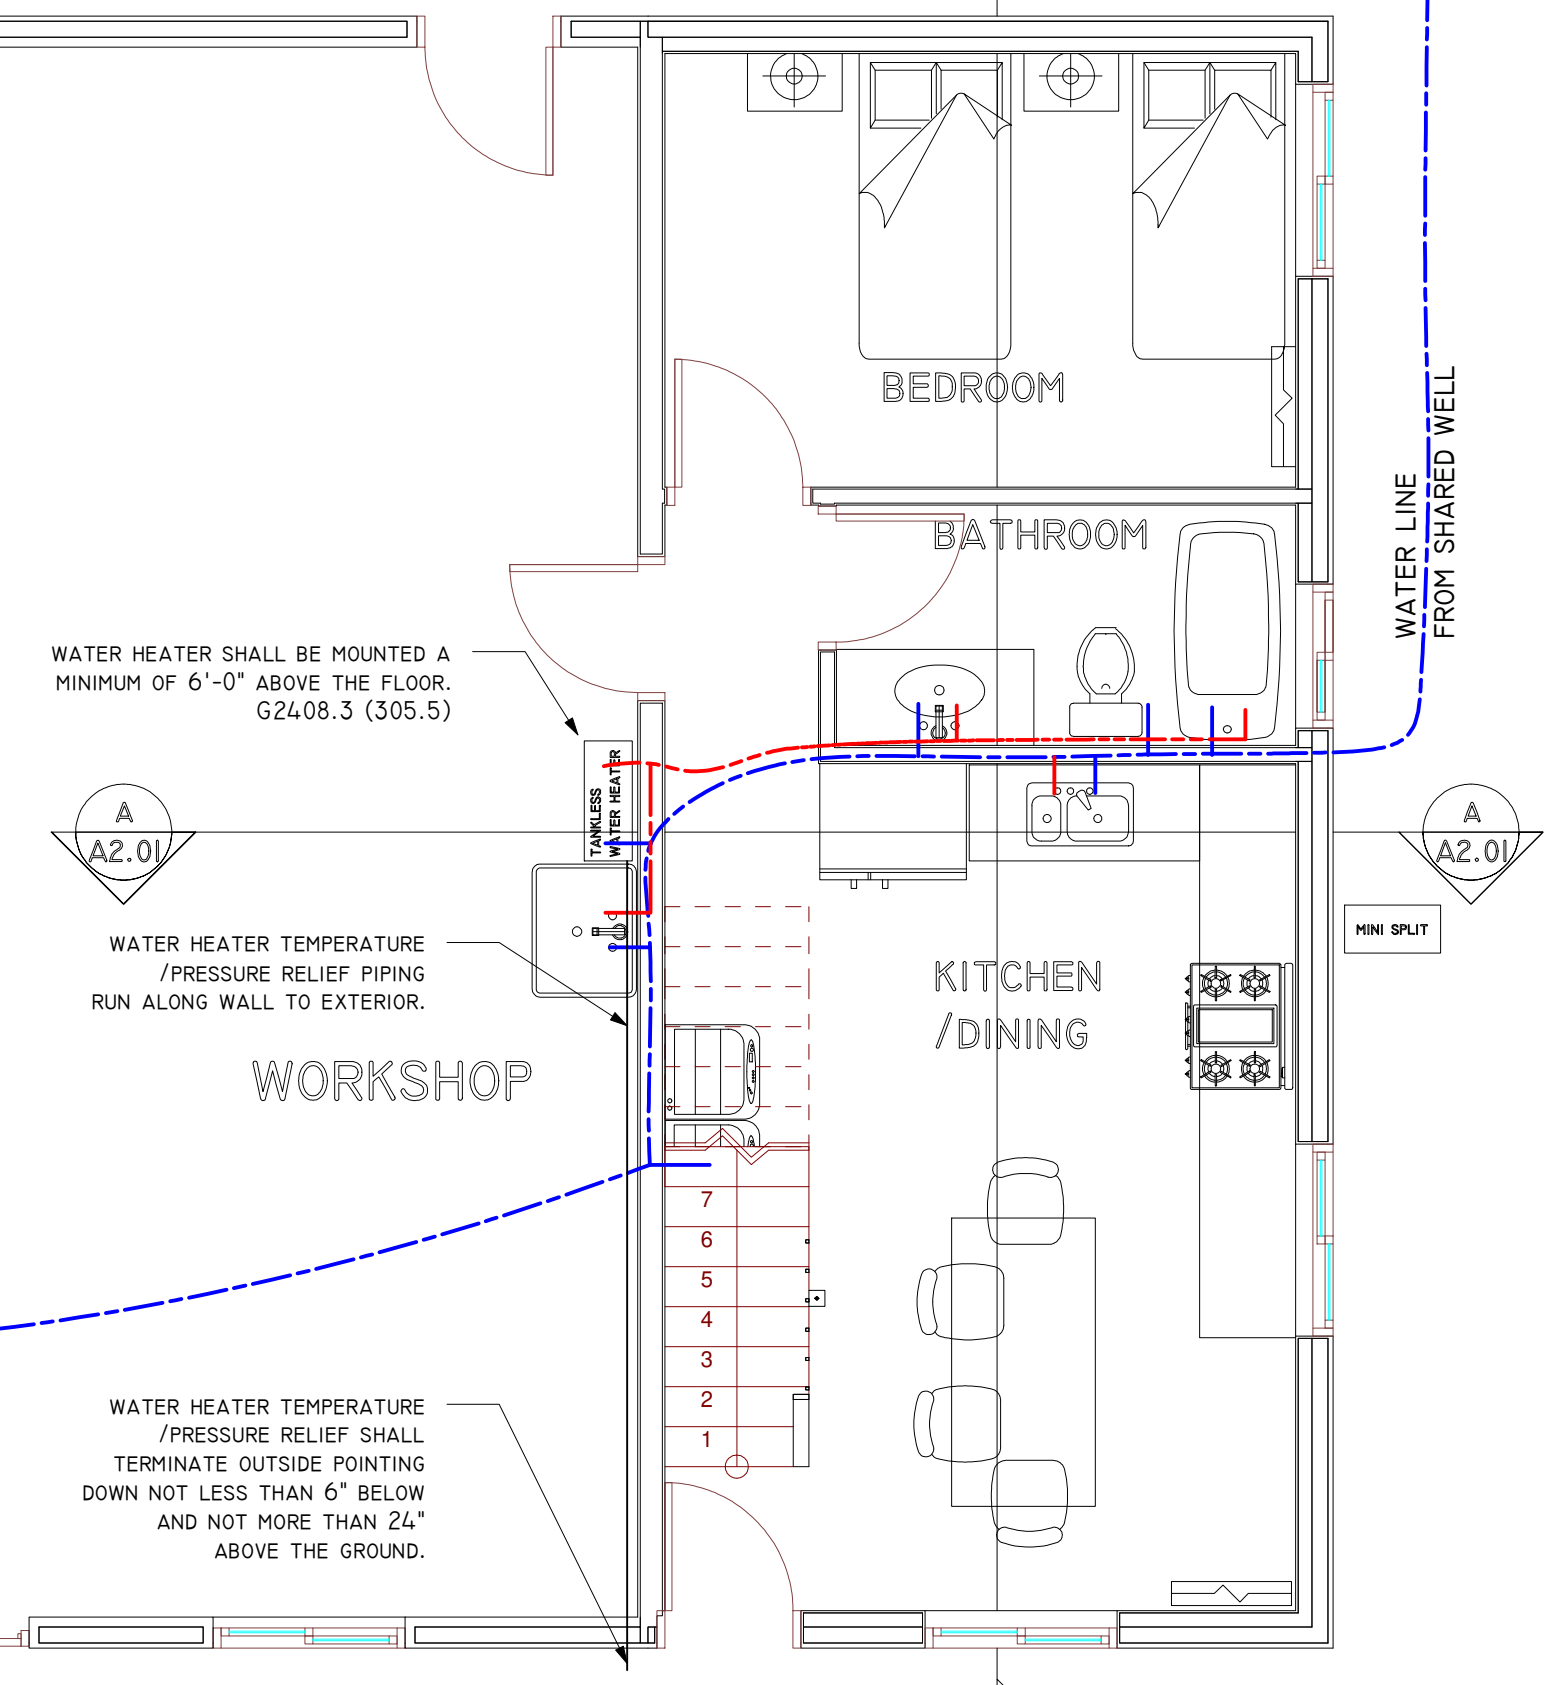 BEDROOM
BATHROOM
WATER LINE
FROM SHARED WELL
WATER HEATER SHALL BE MOUNTED A
MINIMUM OF 6'-0" ABOVE THE FLOOR.
G2408.3 (305.5)
TANKLESS
WATER HEATER
A
A2.01
A
A2.01
MINI SPLIT
WATER HEATER TEMPERATURE
/PRESSURE RELIEF PIPING
RUN ALONG WALL TO EXTERIOR.
KITCHEN
/DINING
WORKSHOP
7
6
5
4
3
2
1
WATER HEATER TEMPERATURE
/PRESSURE RELIEF SHALL
TERMINATE OUTSIDE POINTING
DOWN NOT LESS THAN 6" BELOW
AND NOT MORE THAN 24"
ABOVE THE GROUND.